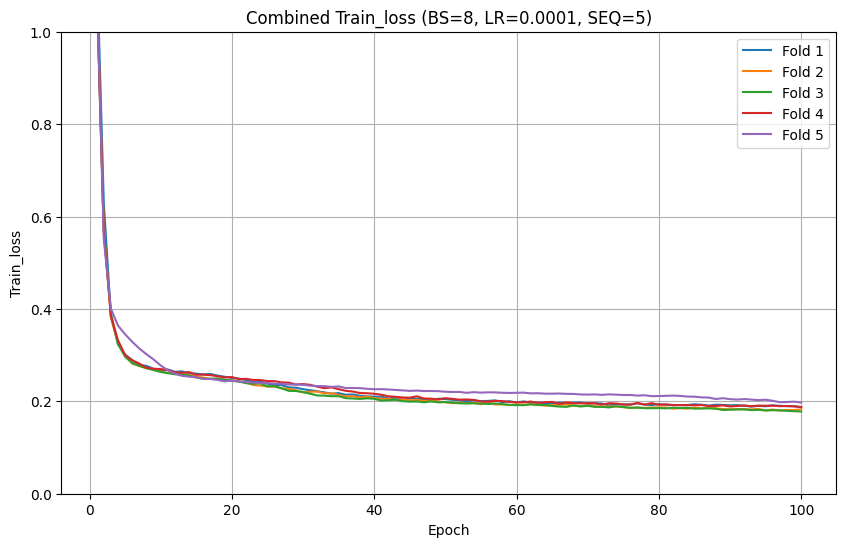 Combined Train_loss (BS=8, LR=0.0001, SEQ=5)
Fold 1
Fold 2
Fold 3
Fold 4
Fold 5
Train_loss
1.0
0.8
0.6
0.4
0.2
0.0
0 20 40 60 80 100
Epoch